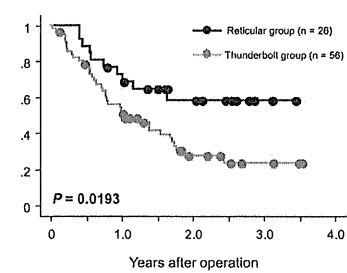 1
.8
.6
.4
.2
0
Reticular group (n = 26)
Thunderbolt group (n = 56)
P = 0.0193
0 1.0 2.0 3.0 4.0
Years after operation